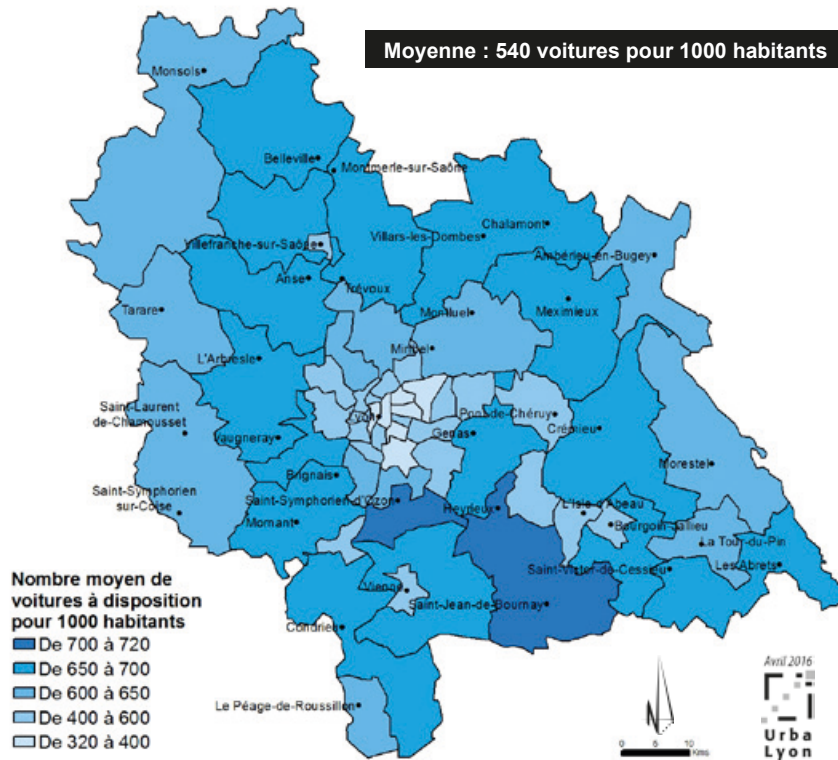 Moyenne : 540 voitures pour 1000 habitants
Monsols
Belleville
Montmerle-sur-Saône
Chalamont
Villars-les-Dombes
Villefranche-sur-Saône
Ambérieu-en-Bugey
Anse
Trévoux
Tarare
Montluel
Meximieux
Miribel
L'Arbresle
Saint-Laurent
de-Chamousset
Lyon
Pont-de-Chéruy
Crémieu
Vaugneray
Genas
Morestel
Brignais
Saint-Symphorien
sur-Coise
Saint-Symphorien d'Ozon
Heyrieux
L'Isle-d'Abeau
Mornant
Bourgoin-Jallieu
La Tour-du-Pin
Saint-Victor-de-Cessieu
Les Abrets
Vienne
Saint-Jean-de-Bournay
Condrieu
Le Péage-de-Roussillon
Nombre moyen de
voitures à disposition
pour 1000 habitants
De 700 à 720
De 650 à 700
De 600 à 650
De 400 à 600
De 320 à 400
0 5 10
Kms
Avril 2016
Urba
Lyon